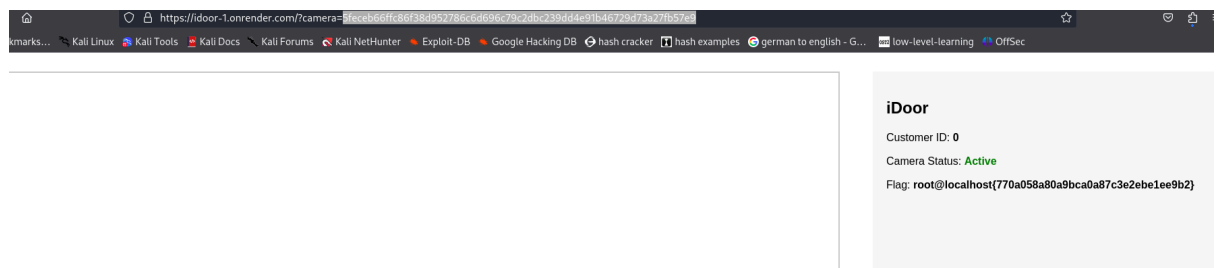 https://idoor-1.onrender.com/?camera=5feceb66ffc86f38d952786c6d696c79c2dbc239dd4e91b46729d73a27fb57e9
kmarks... Kali Linux Kali Tools Kali Docs Kali Forums Kali NetHunter Exploit-DB Google Hacking DB hash cracker hash examples german to english - G... low-level-learning OffSec
iDoor
Customer ID: 0
Camera Status: Active
Flag: root@localhost{770a058a80a9bca0a87c3e2ebe1ee9b2}